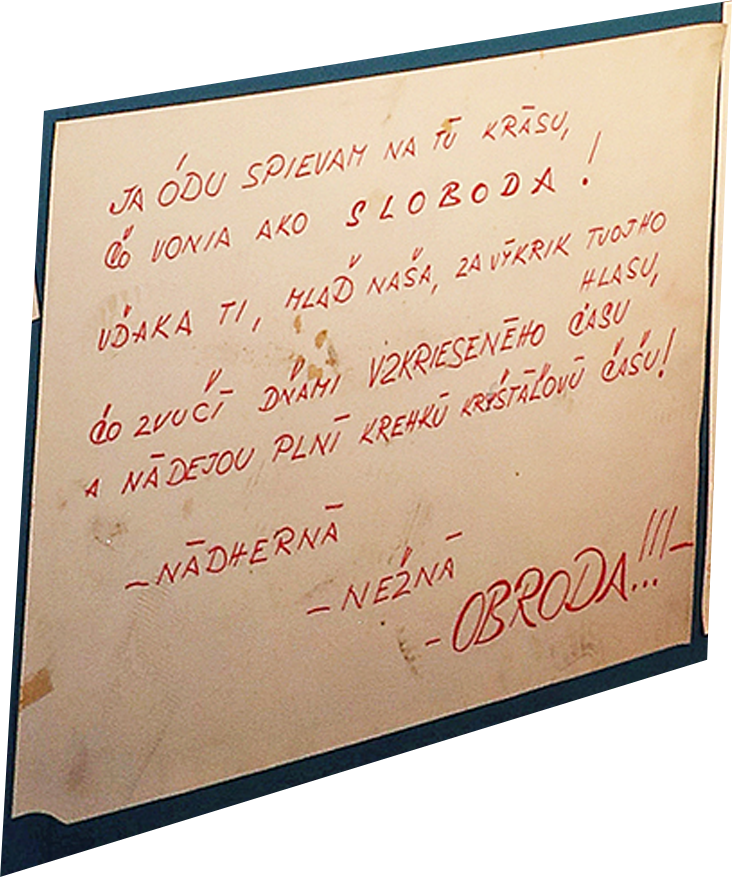 JA ÓDU SPIEVAM NA TÚ KRÁSU,
ČO VONIA AKO SLOBODA!
VĎAKA TI, MLAĎ NAŠA, ZA VÝKRIK TVOJHO
HLASU,
ČO ZVUČÍ DŇAMI VZKRIESENÉHO ČASU
A NÁDEJOU PLNÍ KREHKÚ KRYŠTÁĽOVÚ ČAŠU!
– NÁDHERNÁ
– NEŽNÁ
– OBRODA...!!! –